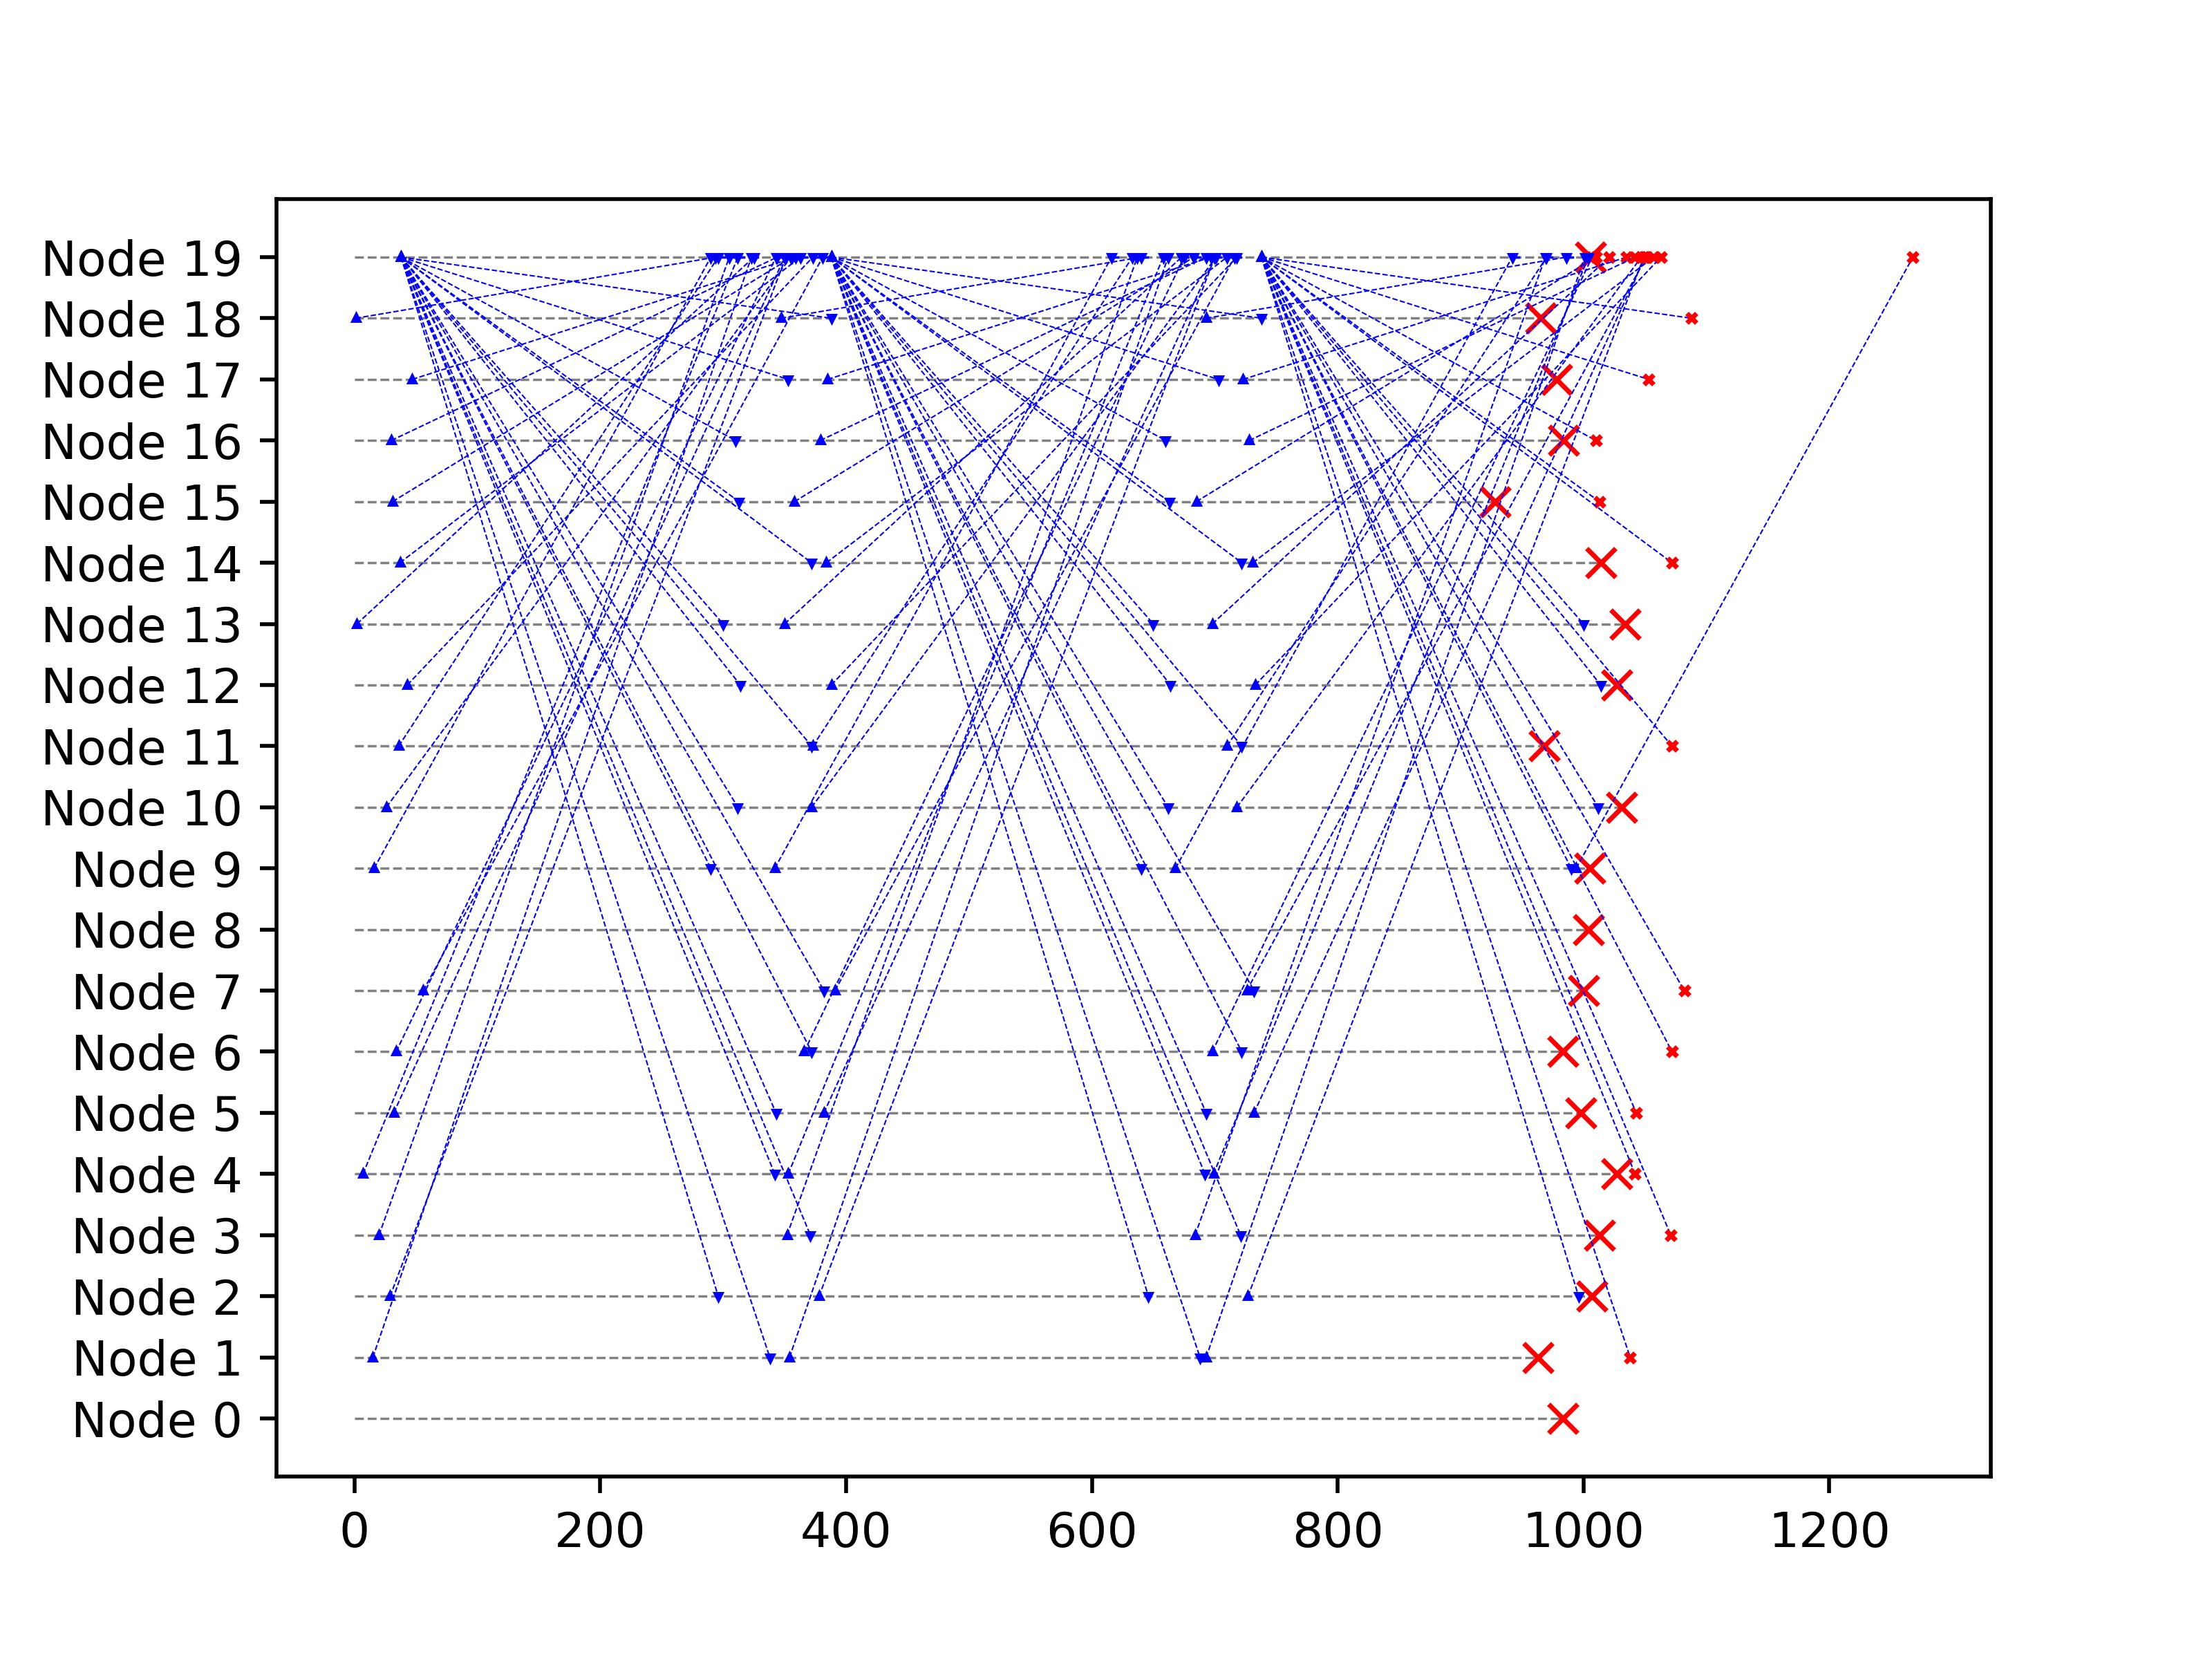 Node 19
Node 18
Node 17
Node 16
Node 15
Node 14
Node 13
Node 12
Node 11
Node 10
Node 9
Node 8
Node 7
Node 6
Node 5
Node 4
Node 3
Node 2
Node 1
Node 0
0 200 400 600 800 1000 1200